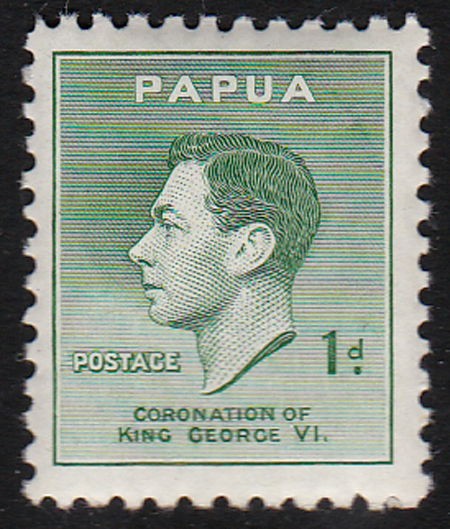 PAPUA
POSTAGE
1d.
CORONATION OF
KING GEORGE VI.